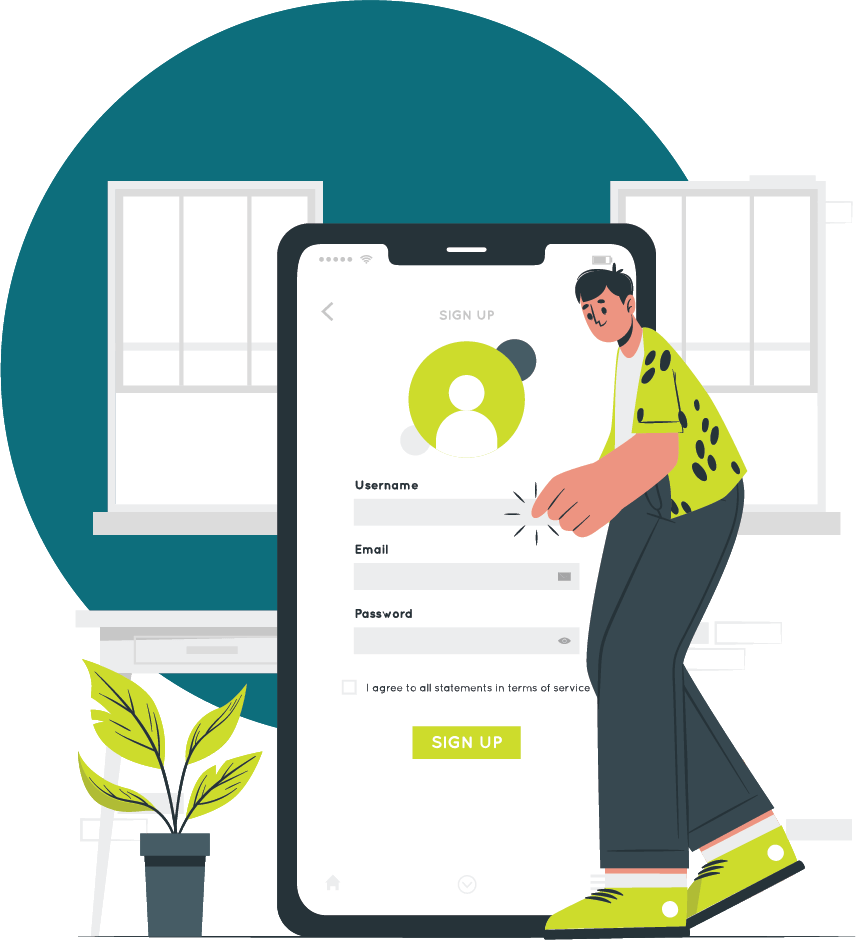 SIGN UP
Username
Email
Password
I agree to all statements in terms of service
SIGN UP